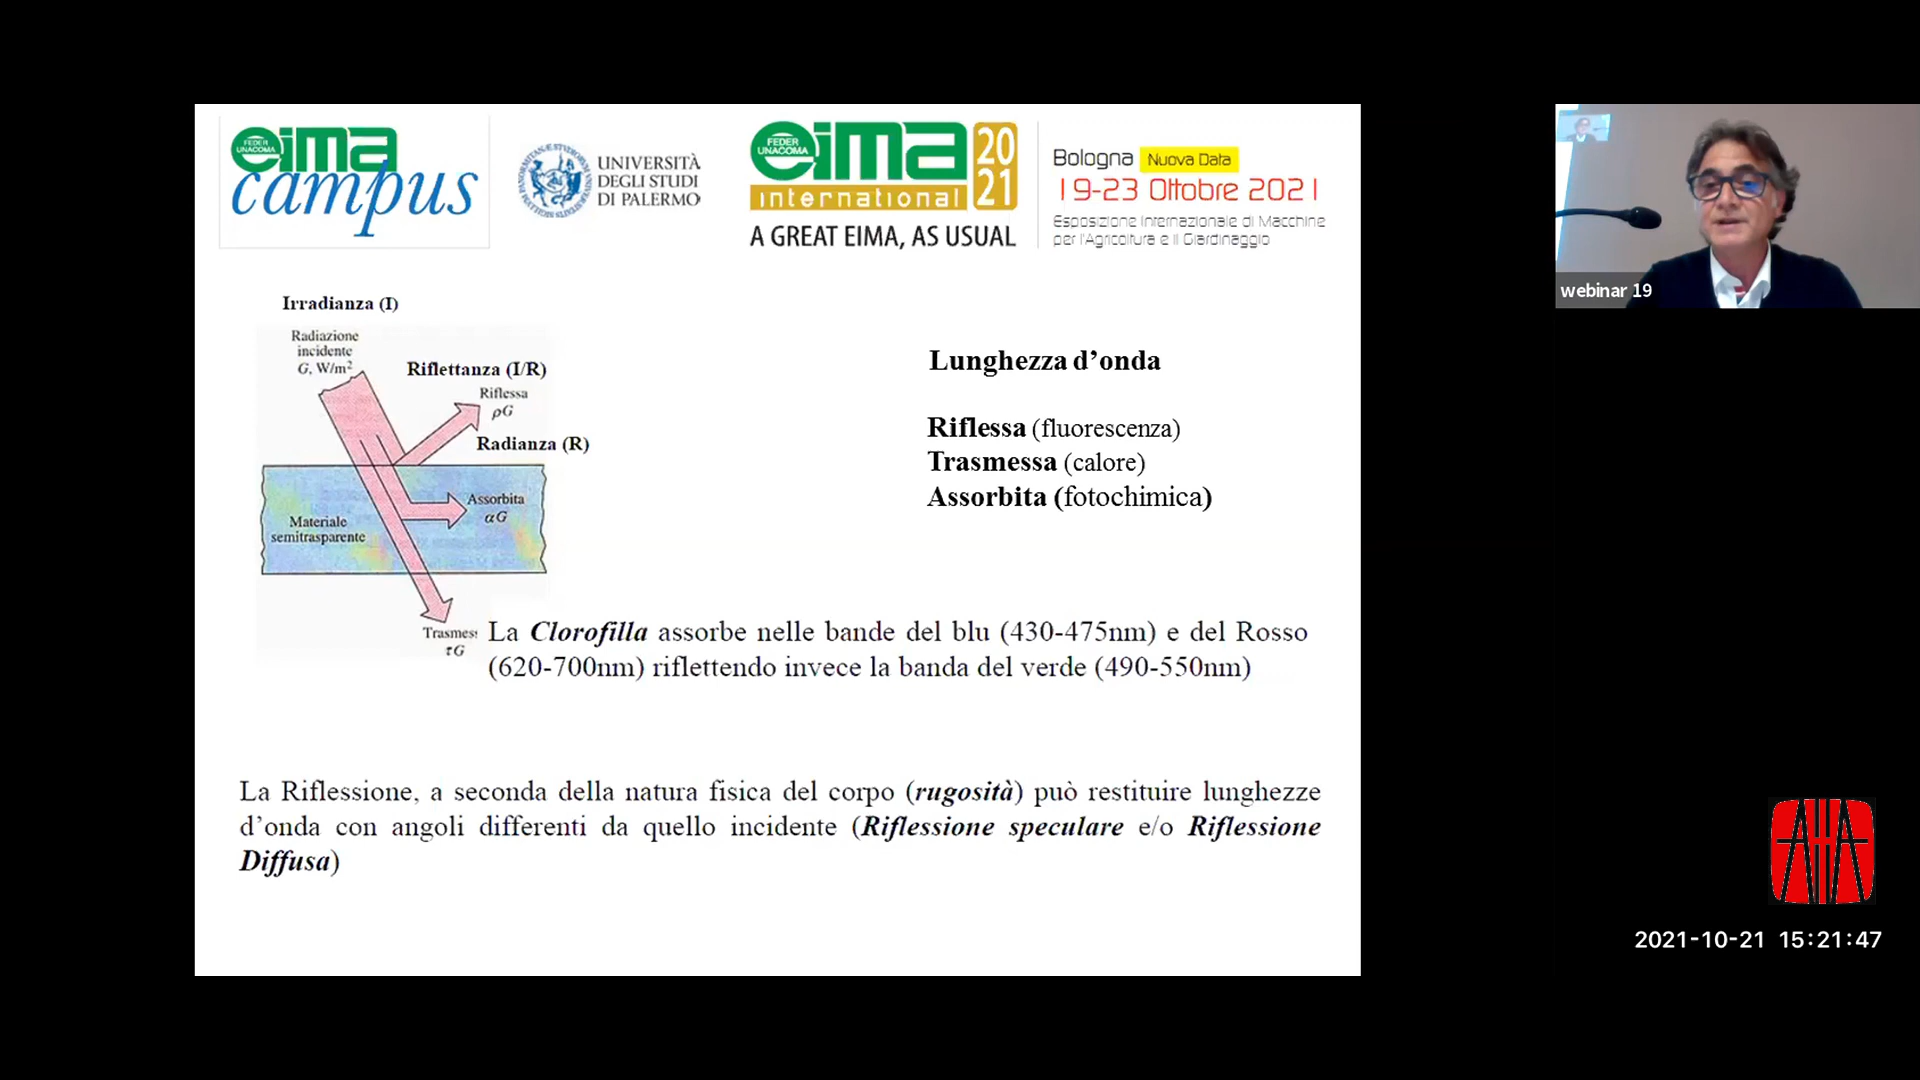 FEDER
UNACOMA
eima
campus
UNIVERSITÀ
DEGLI STUDI
DI PALERMO
FEDER
UNACOMA
eima
international
20
21
A GREAT EIMA, AS USUAL
Bologna Nuova Data
19-23 Ottobre 2021
Esposizione Internazionale di Macchine
per l'Agricoltura e il Giardinaggio
Irradianza (I)
Radiazione
incidente
G, W/m²
Riflettanza (I/R)
Riflessa
ρG
Radianza (R)
Assorbita
αG
Materiale
semitrasparente
Trasmes
τG
Lunghezza d’onda
Riflessa (fluorescenza)
Trasmessa (calore)
Assorbita (fotochimica)
La Clorofilla assorbe nelle bande del blu (430-475nm) e del Rosso
(620-700nm) riflettendo invece la banda del verde (490-550nm)
La Riflessione, a seconda della natura fisica del corpo (rugosità) può restituire lunghezze
d’onda con angoli differenti da quello incidente (Riflessione speculare e/o Riflessione
Diffusa)
webinar 19
2021-10-21 15:21:47